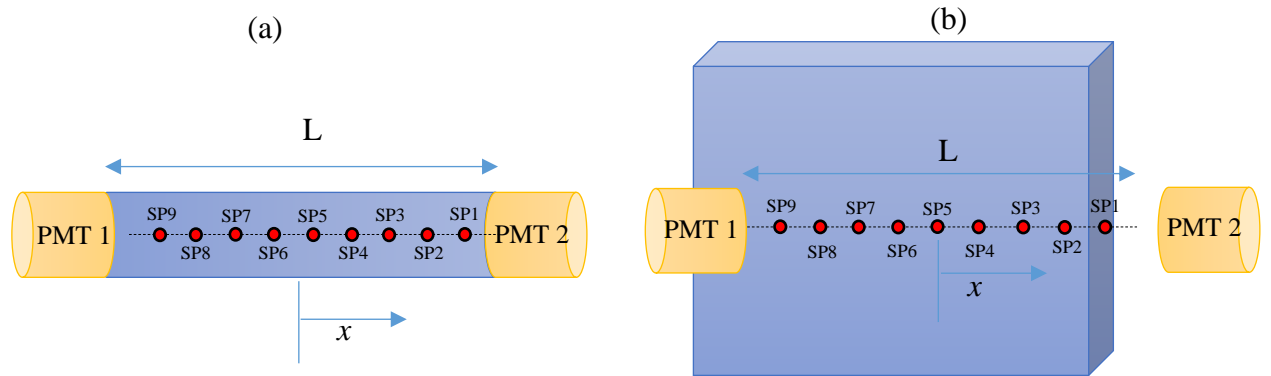 (a)
L
SP9 SP7 SP5 SP3 SP1
PMT 1 PMT 2
SP8 SP6 SP4 SP2
x
(b)
L
SP9 SP7 SP5 SP3 SP1
PMT 1 PMT 2
SP8 SP6 SP4 SP2
x